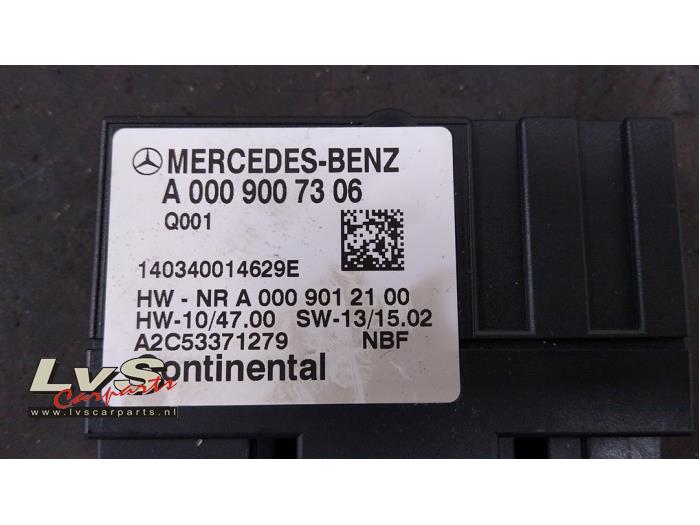 MERCEDES-BENZ
A 000 900 73 06
Q001
140340014629E
HW - NR A 000 901 21 00
HW-10/47.00 SW-13/15.02
A2C53371279 NBF
Continental
LvS
Carparts
www.lvscarparts.nl